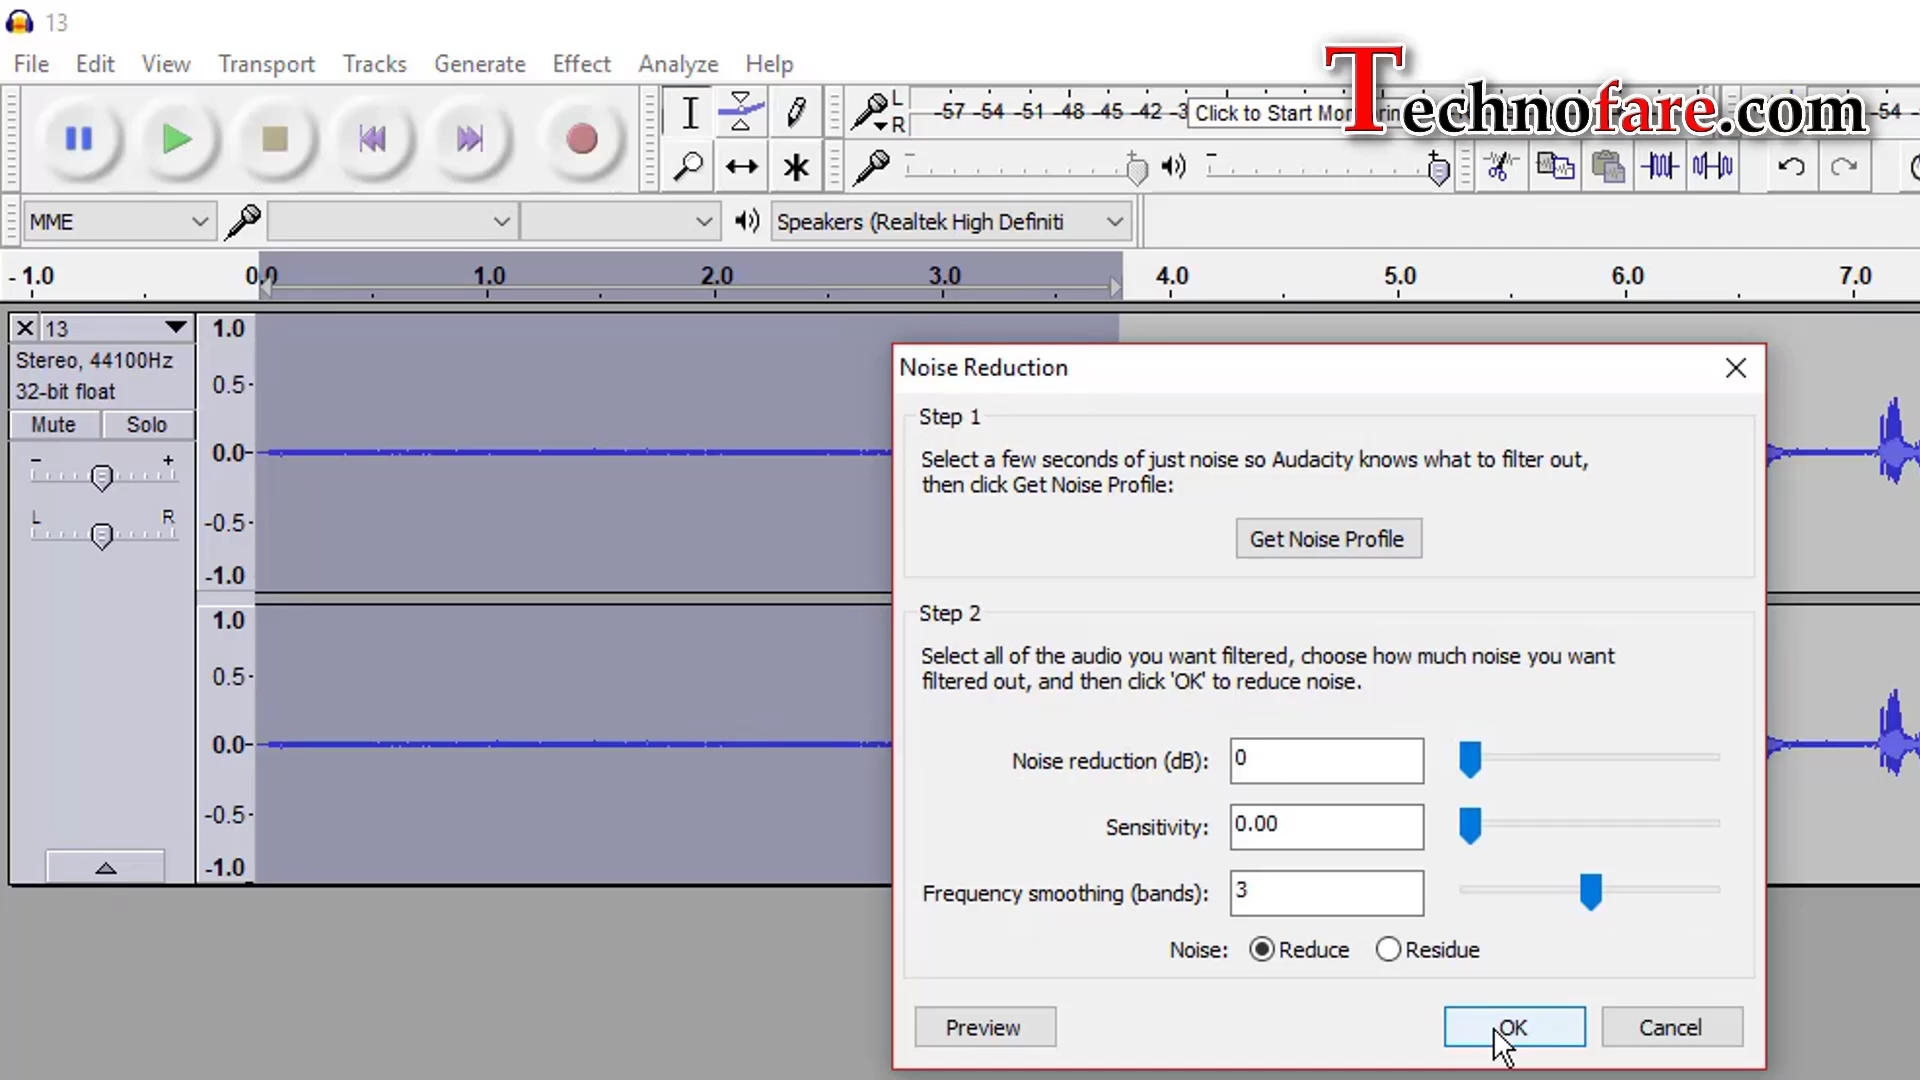 13
File Edit View Transport Tracks Generate Effect Analyze Help
Technofare.com
L
R
-57 -54 -51 -48 -45 -42 -3
Click to Start Mon
-54
MME
Speakers (Realtek High Definiti
-1.0 0.0 1.0 2.0 3.0 4.0 5.0 6.0 7.0
13
Stereo, 44100Hz
32-bit float
Mute Solo
- +
L R
1.0
0.5-
0.0-
-0.5-
-1.0
1.0
0.5-
0.0-
-0.5-
-1.0
Noise Reduction
Step 1
Select a few seconds of just noise so Audacity knows what to filter out,
then click Get Noise Profile:
Get Noise Profile
Step 2
Select all of the audio you want filtered, choose how much noise you want
filtered out, and then click 'OK' to reduce noise.
Noise reduction (dB): 0
Sensitivity: 0.00
Frequency smoothing (bands): 3
Noise: Reduce Residue
Preview OK Cancel